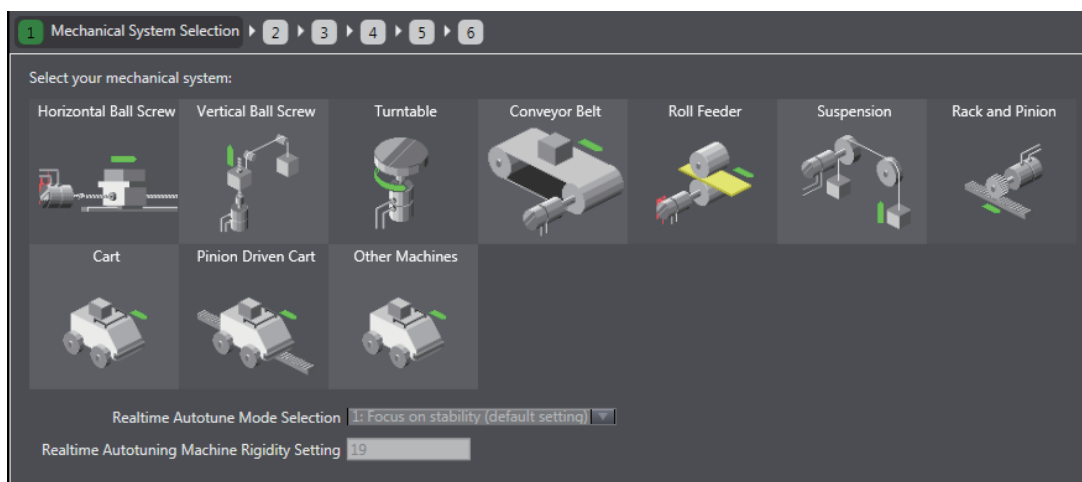 1 Mechanical System Selection 2 3 4 5 6
Select your mechanical system:
Horizontal Ball Screw Vertical Ball Screw Turntable Conveyor Belt Roll Feeder Suspension Rack and Pinion
Cart Pinion Driven Cart Other Machines
Realtime Autotune Mode Selection 1: Focus on stability (default setting)
Realtime Autotuning Machine Rigidity Setting 19